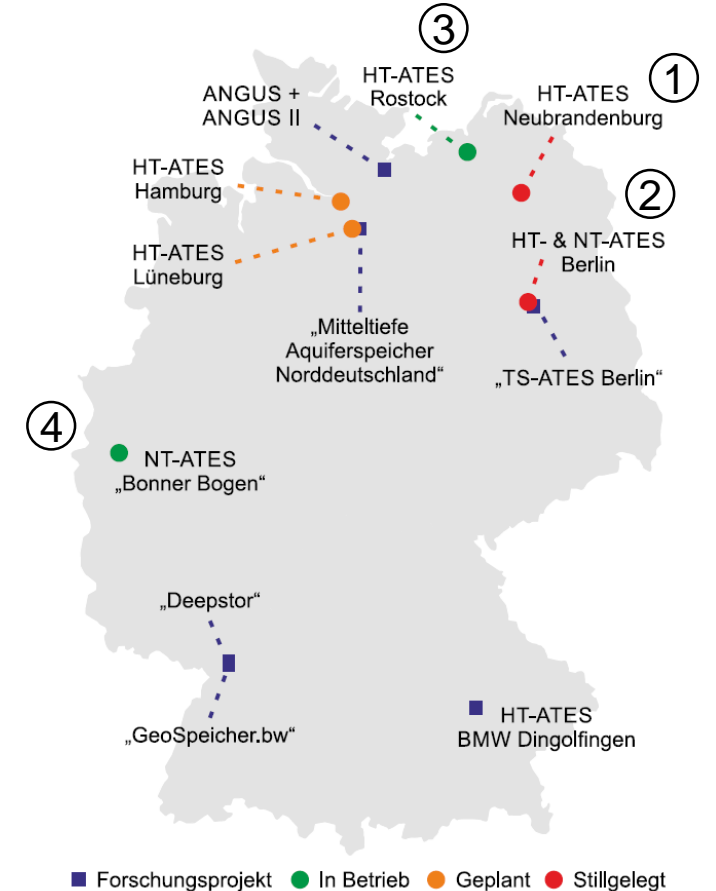 ③
HT-ATES
Rostock
①
HT-ATES
Neubrandenburg
ANGUS +
ANGUS II
HT-ATES
Hamburg
②
HT- & NT-ATES
Berlin
HT-ATES
Lüneburg
„Mitteltiefe
Aquiferspeicher
Norddeutschland“
„TS-ATES Berlin“
④
NT-ATES
„Bonner Bogen“
„Deepstor“
„GeoSpeicher.bw“
HT-ATES
BMW Dingolfingen
Forschungsprojekt In Betrieb Geplant Stillgelegt